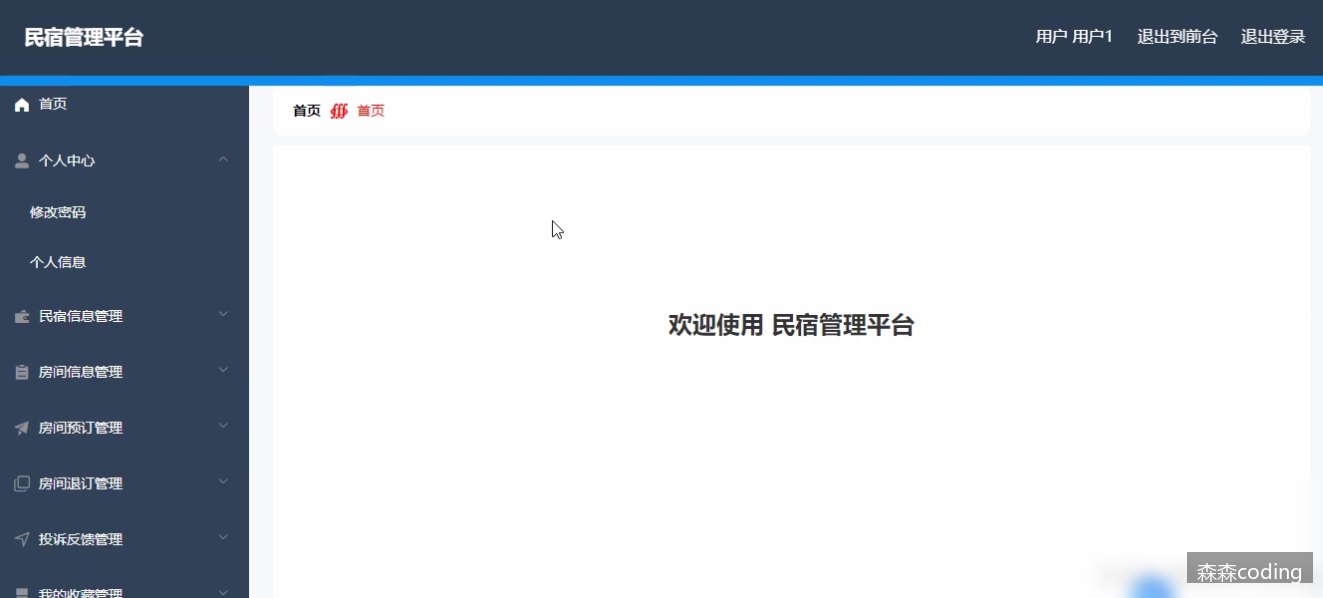 民宿管理平台
用户 用户1 退出到前台 退出登录
首页
首页 首页
个人中心
修改密码
个人信息
民宿信息管理
欢迎使用 民宿管理平台
房间信息管理
房间预订管理
房间退订管理
投诉反馈管理
我的收藏管理
森森coding